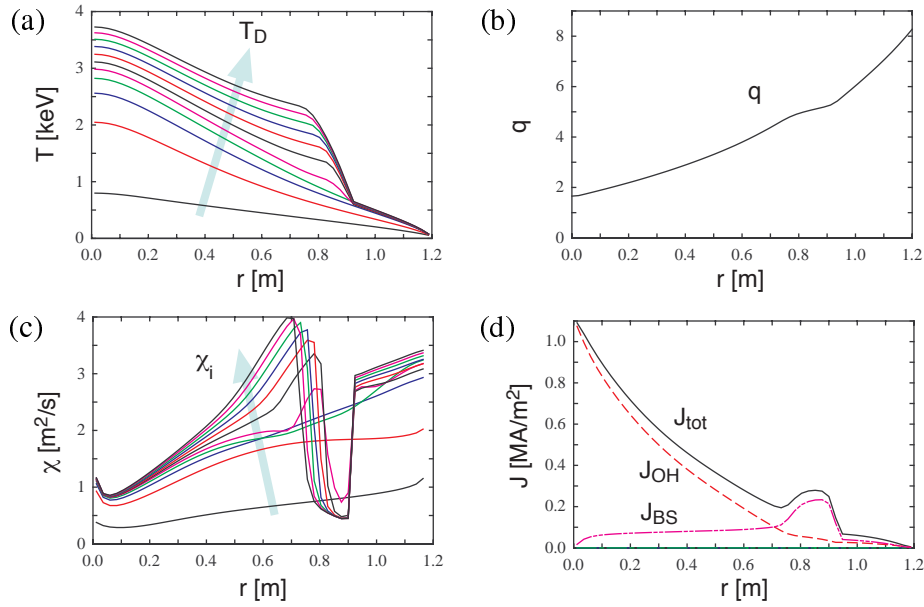 (a)
T_D
T [keV]
4
3
2
1
0
0.0 0.2 0.4 0.6 0.8 1.0 1.2
r [m]
(b)
q
q
8
6
4
2
0
0.0 0.2 0.4 0.6 0.8 1.0 1.2
r [m]
(c)
χ_i
χ [m²/s]
4
3
2
1
0
0.0 0.2 0.4 0.6 0.8 1.0 1.2
r [m]
(d)
J_tot
J_OH
J_BS
J [MA/m²]
1.0
0.8
0.6
0.4
0.2
0.0
0.0 0.2 0.4 0.6 0.8 1.0 1.2
r [m]